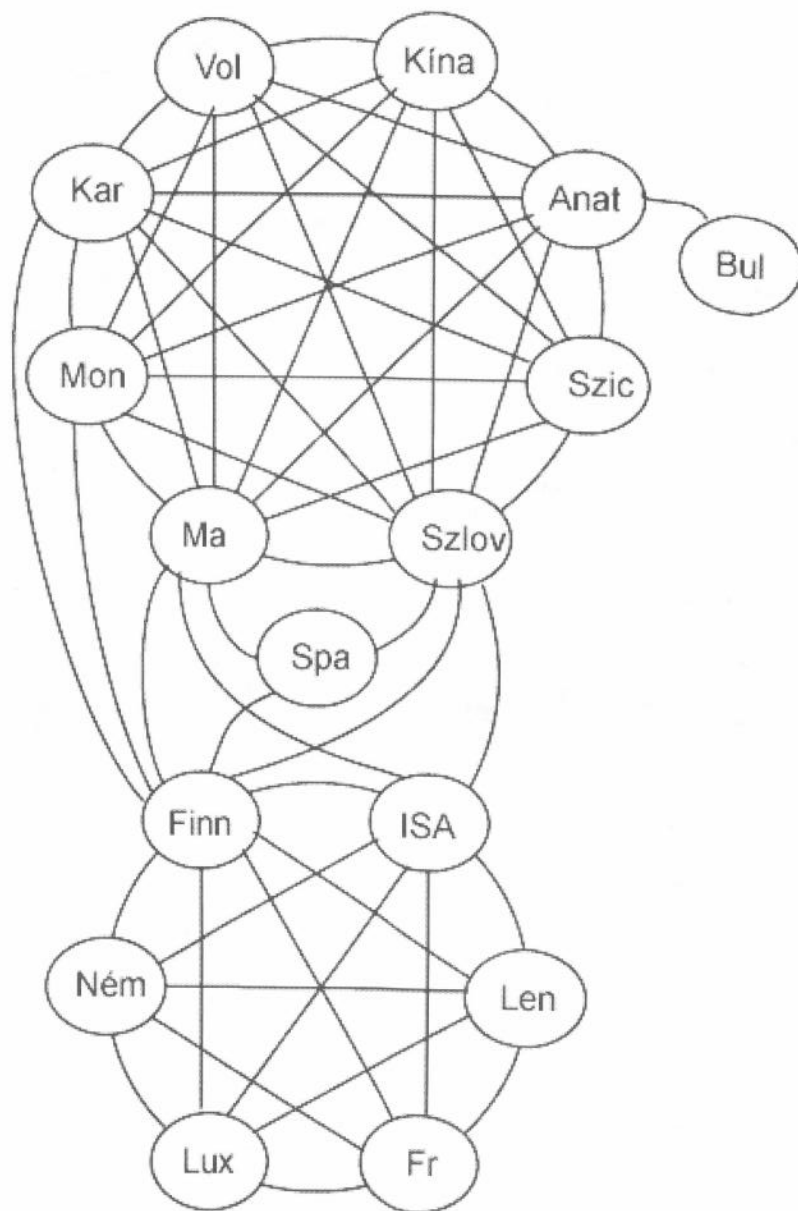 Vol
Kína
Kar
Anat
Bul
Mon
Szic
Ma
Szlov
Spa
Finn
ISA
Ném
Len
Lux
Fr